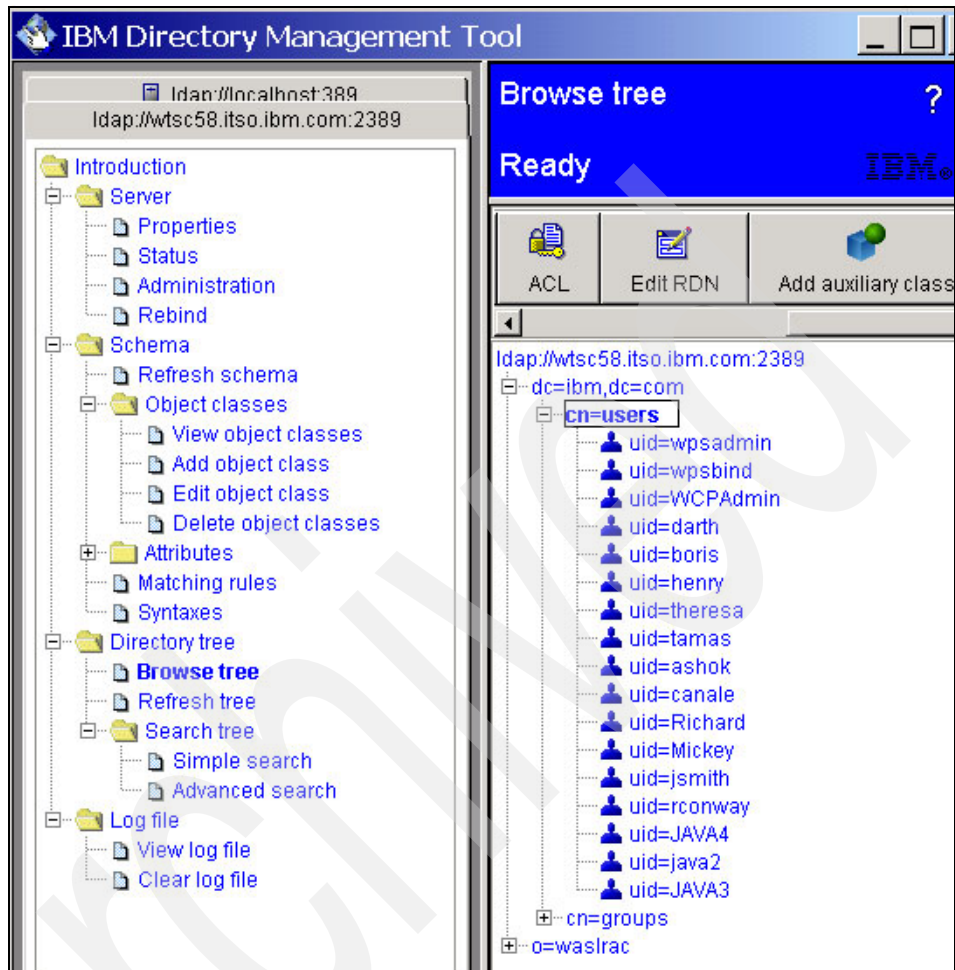 IBM Directory Management Tool
ldap://localhost:389
ldap://wtsc58.itso.ibm.com:2389
Introduction
Server
Properties
Status
Administration
Rebind
Schema
Refresh schema
Object classes
View object classes
Add object class
Edit object class
Delete object classes
Attributes
Matching rules
Syntaxes
Directory tree
Browse tree
Refresh tree
Search tree
Simple search
Advanced search
Log file
View log file
Clear log file
Browse tree
?
Ready
IBM®
ACL
Edit RDN
Add auxiliary class
ldap://wtsc58.itso.ibm.com:2389
dc=ibm,dc=com
cn=users
uid=wpsadmin
uid=wpsbind
uid=WCPAdmin
uid=darth
uid=boris
uid=henry
uid=theresa
uid=tamas
uid=ashok
uid=canale
uid=Richard
uid=Mickey
uid=jsmith
uid=rconway
uid=JAVA4
uid=java2
uid=JAVA3
cn=groups
o=waslrac